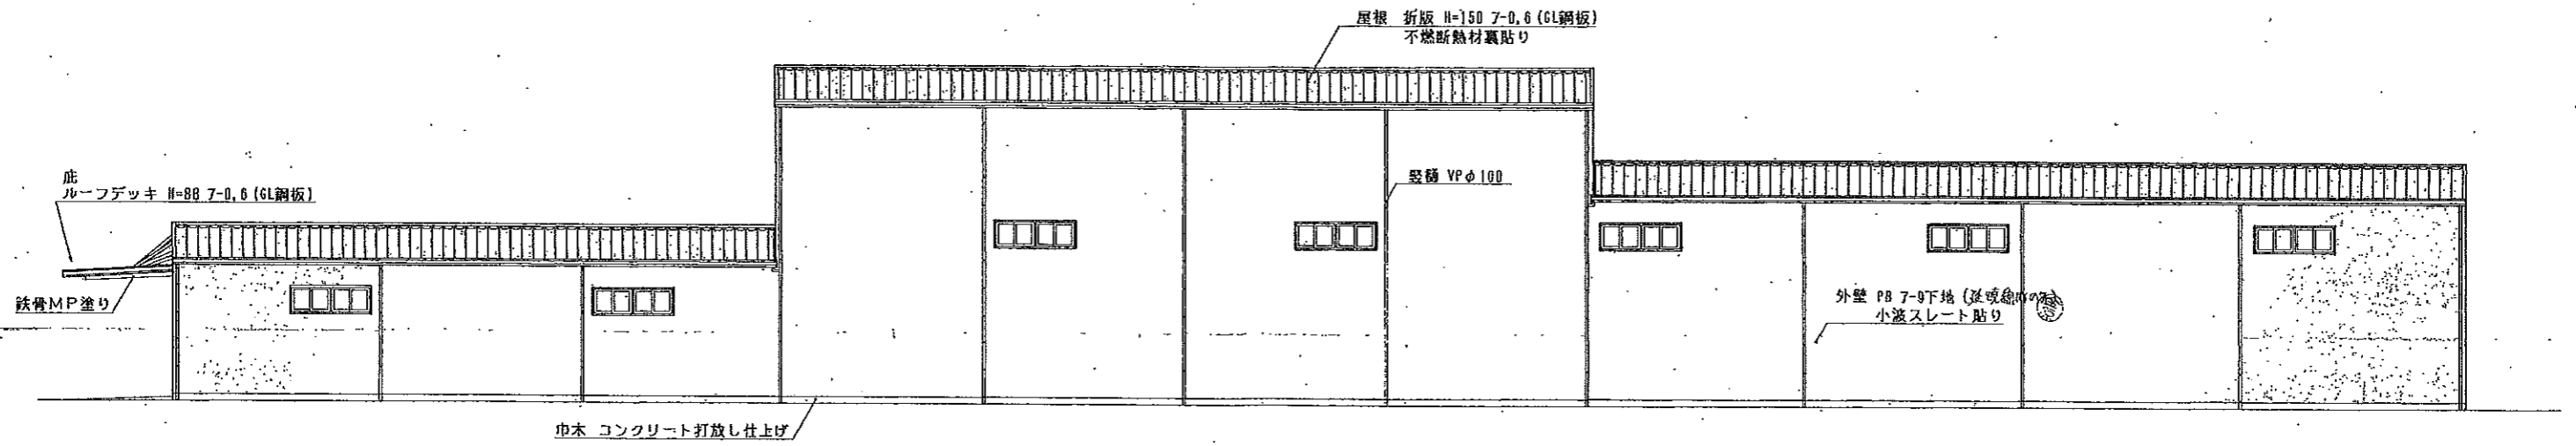 屋根 折版 H=150 ア-0,6 (GL鋼板)
不燃断熱材裏貼り
庇
ルーフデッキ H=88 ア-0,6 (GL鋼板)
竪樋 VPφ100
鉄骨MP塗り
外壁 PB ア-9下地
小波スレート貼り
巾木 コンクリート打放し仕上げ